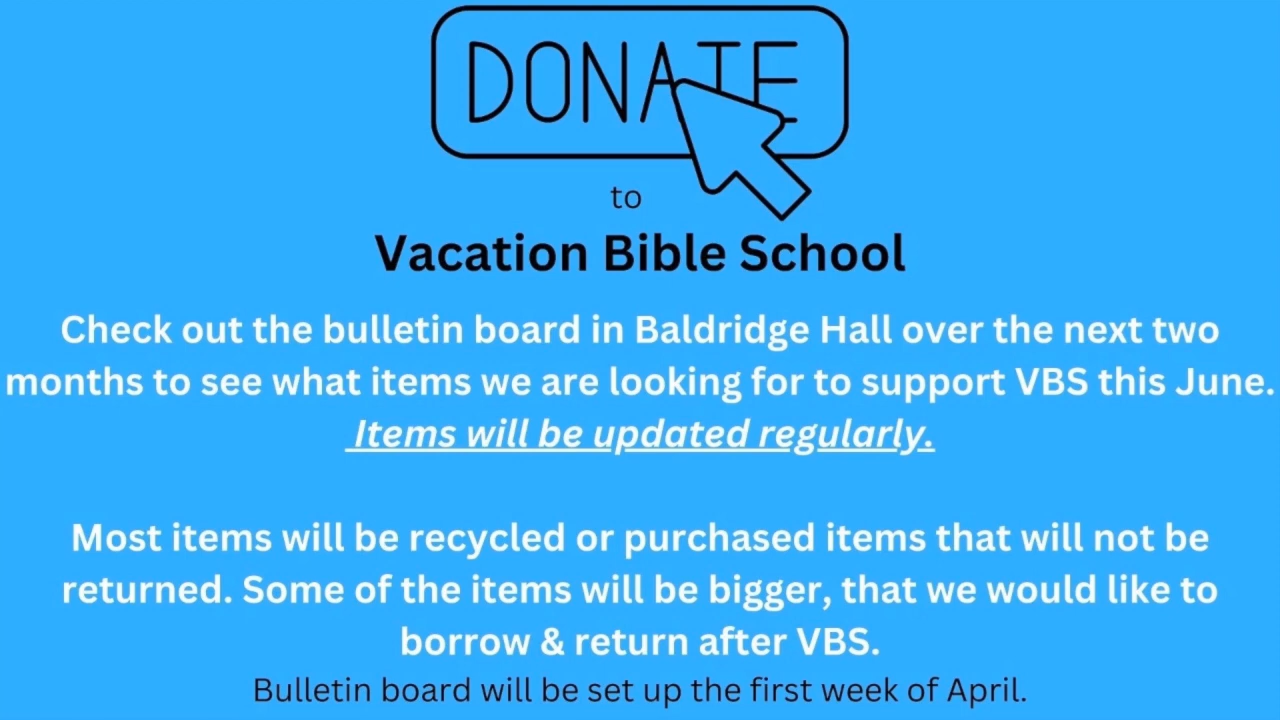 DONATE
to
Vacation Bible School
Check out the bulletin board in Baldridge Hall over the next two
months to see what items we are looking for to support VBS this June.
Items will be updated regularly.
Most items will be recycled or purchased items that will not be
returned. Some of the items will be bigger, that we would like to
borrow & return after VBS.
Bulletin board will be set up the first week of April.